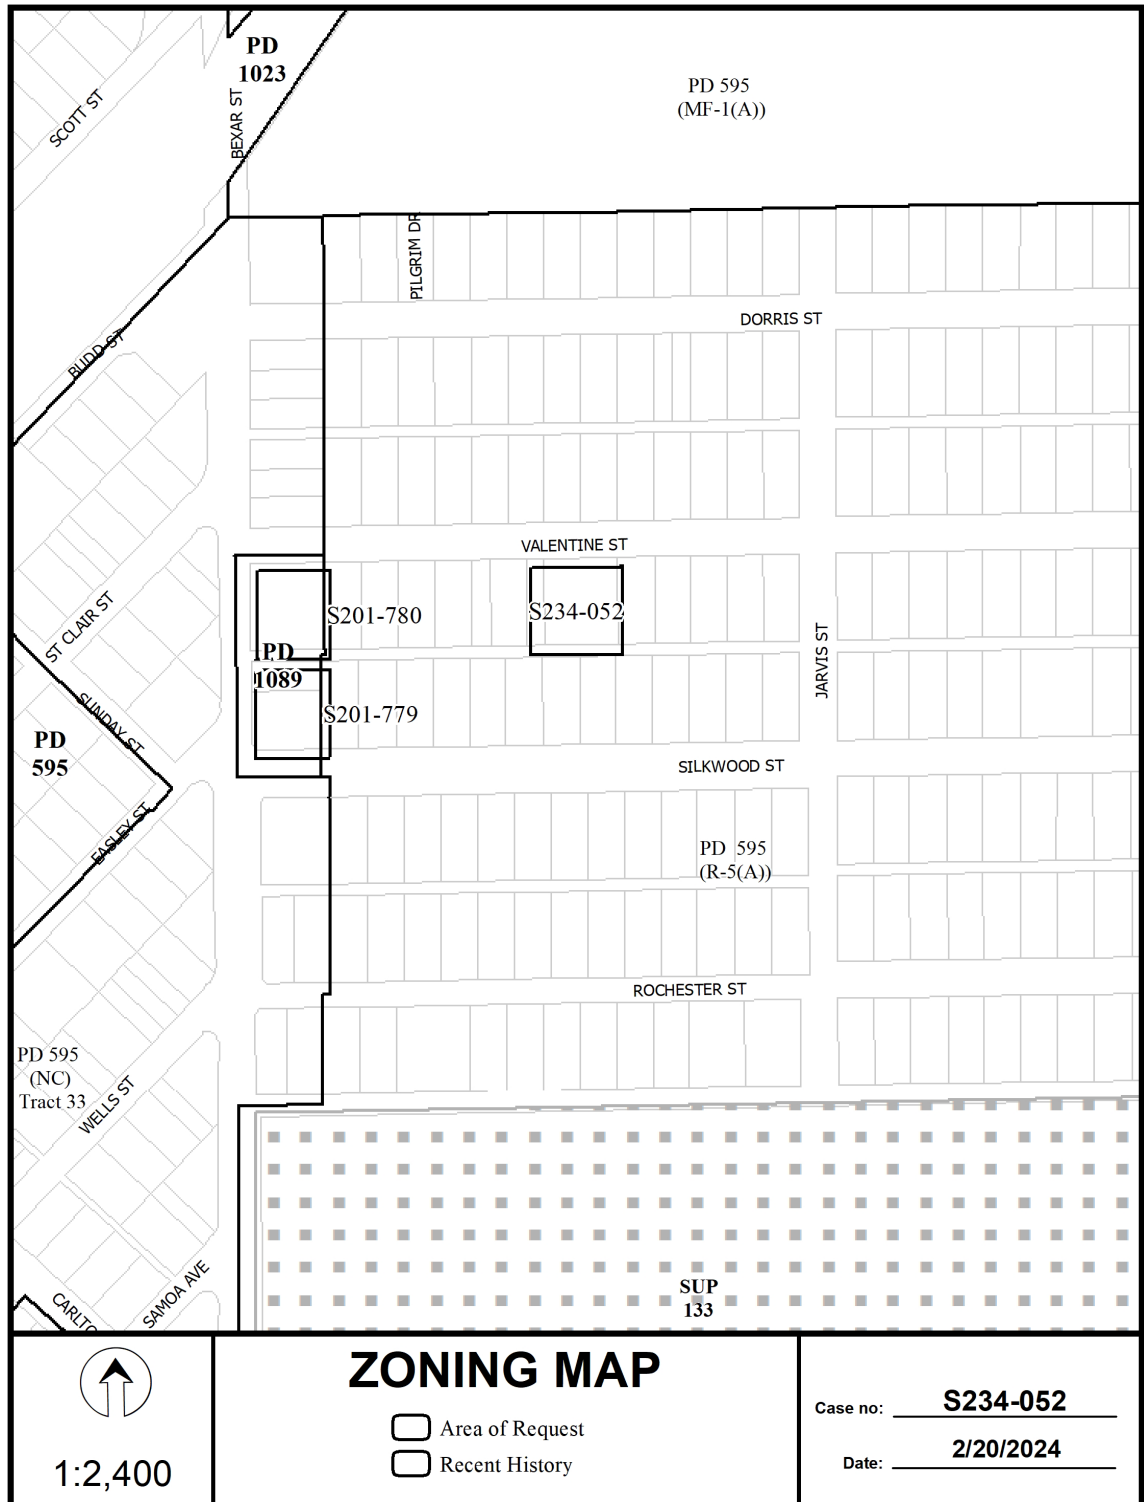 PD
1023
PD 595
(MF-1(A))
SCOTT ST
BEXAR ST
PILGRIM DR
DORRIS ST
BUDD ST
VALENTINE ST
S201-780
S234-052
ST CLAIR ST
PD
1089
JARVIS ST
SUNDAY ST
S201-779
PD
595
SILKWOOD ST
EASLEY ST
PD 595
(R-5(A))
ROCHESTER ST
PD 595
(NC)
Tract 33
WELLS ST
SAMOA AVE
CARLTO
SUP
133
ZONING MAP
Area of Request
Recent History
1:2,400
Case no: S234-052
Date: 2/20/2024